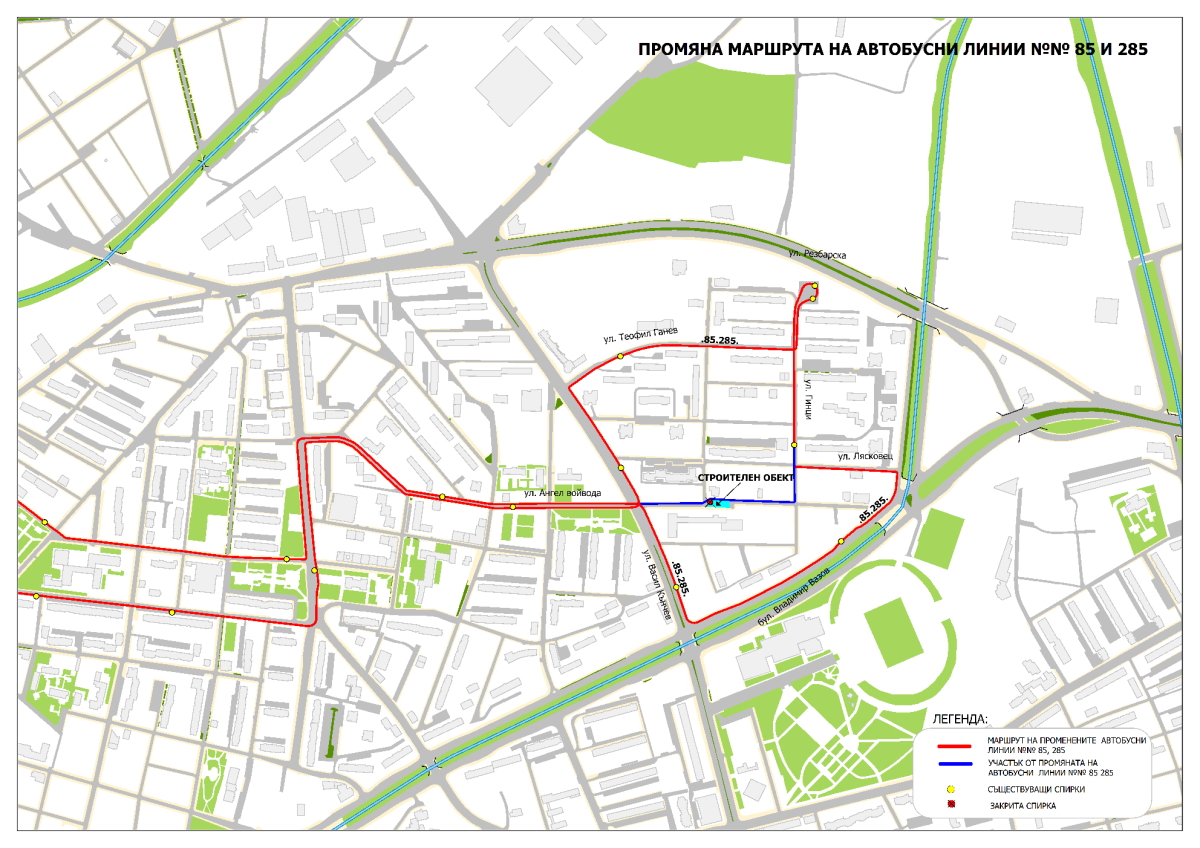 ПРОМЯНА МАРШРУТА НА АВТОБУСНИ ЛИНИИ №№ 85 И 285
ул. Резбарска
ул. Теофил Ганев
.85.285.
ул. Гинци
ул. Лясковец
СТРОИТЕЛЕН ОБЕКТ
ул. Ангел войвода
.85.285.
ул. Васил Кънчев
.85.285.
бул. Владимир Вазов
ЛЕГЕНДА:
МАРШРУТ НА ПРОМЕНЕНИТЕ АВТОБУСНИ
ЛИНИИ №№ 85, 285
УЧАСТЪК ОТ ПРОМЯНАТА НА
АВТОБУСНИ ЛИНИИ №№ 85 285
СЪЩЕСТВУВАЩИ СПИРКИ
ЗАКРИТА СПИРКА